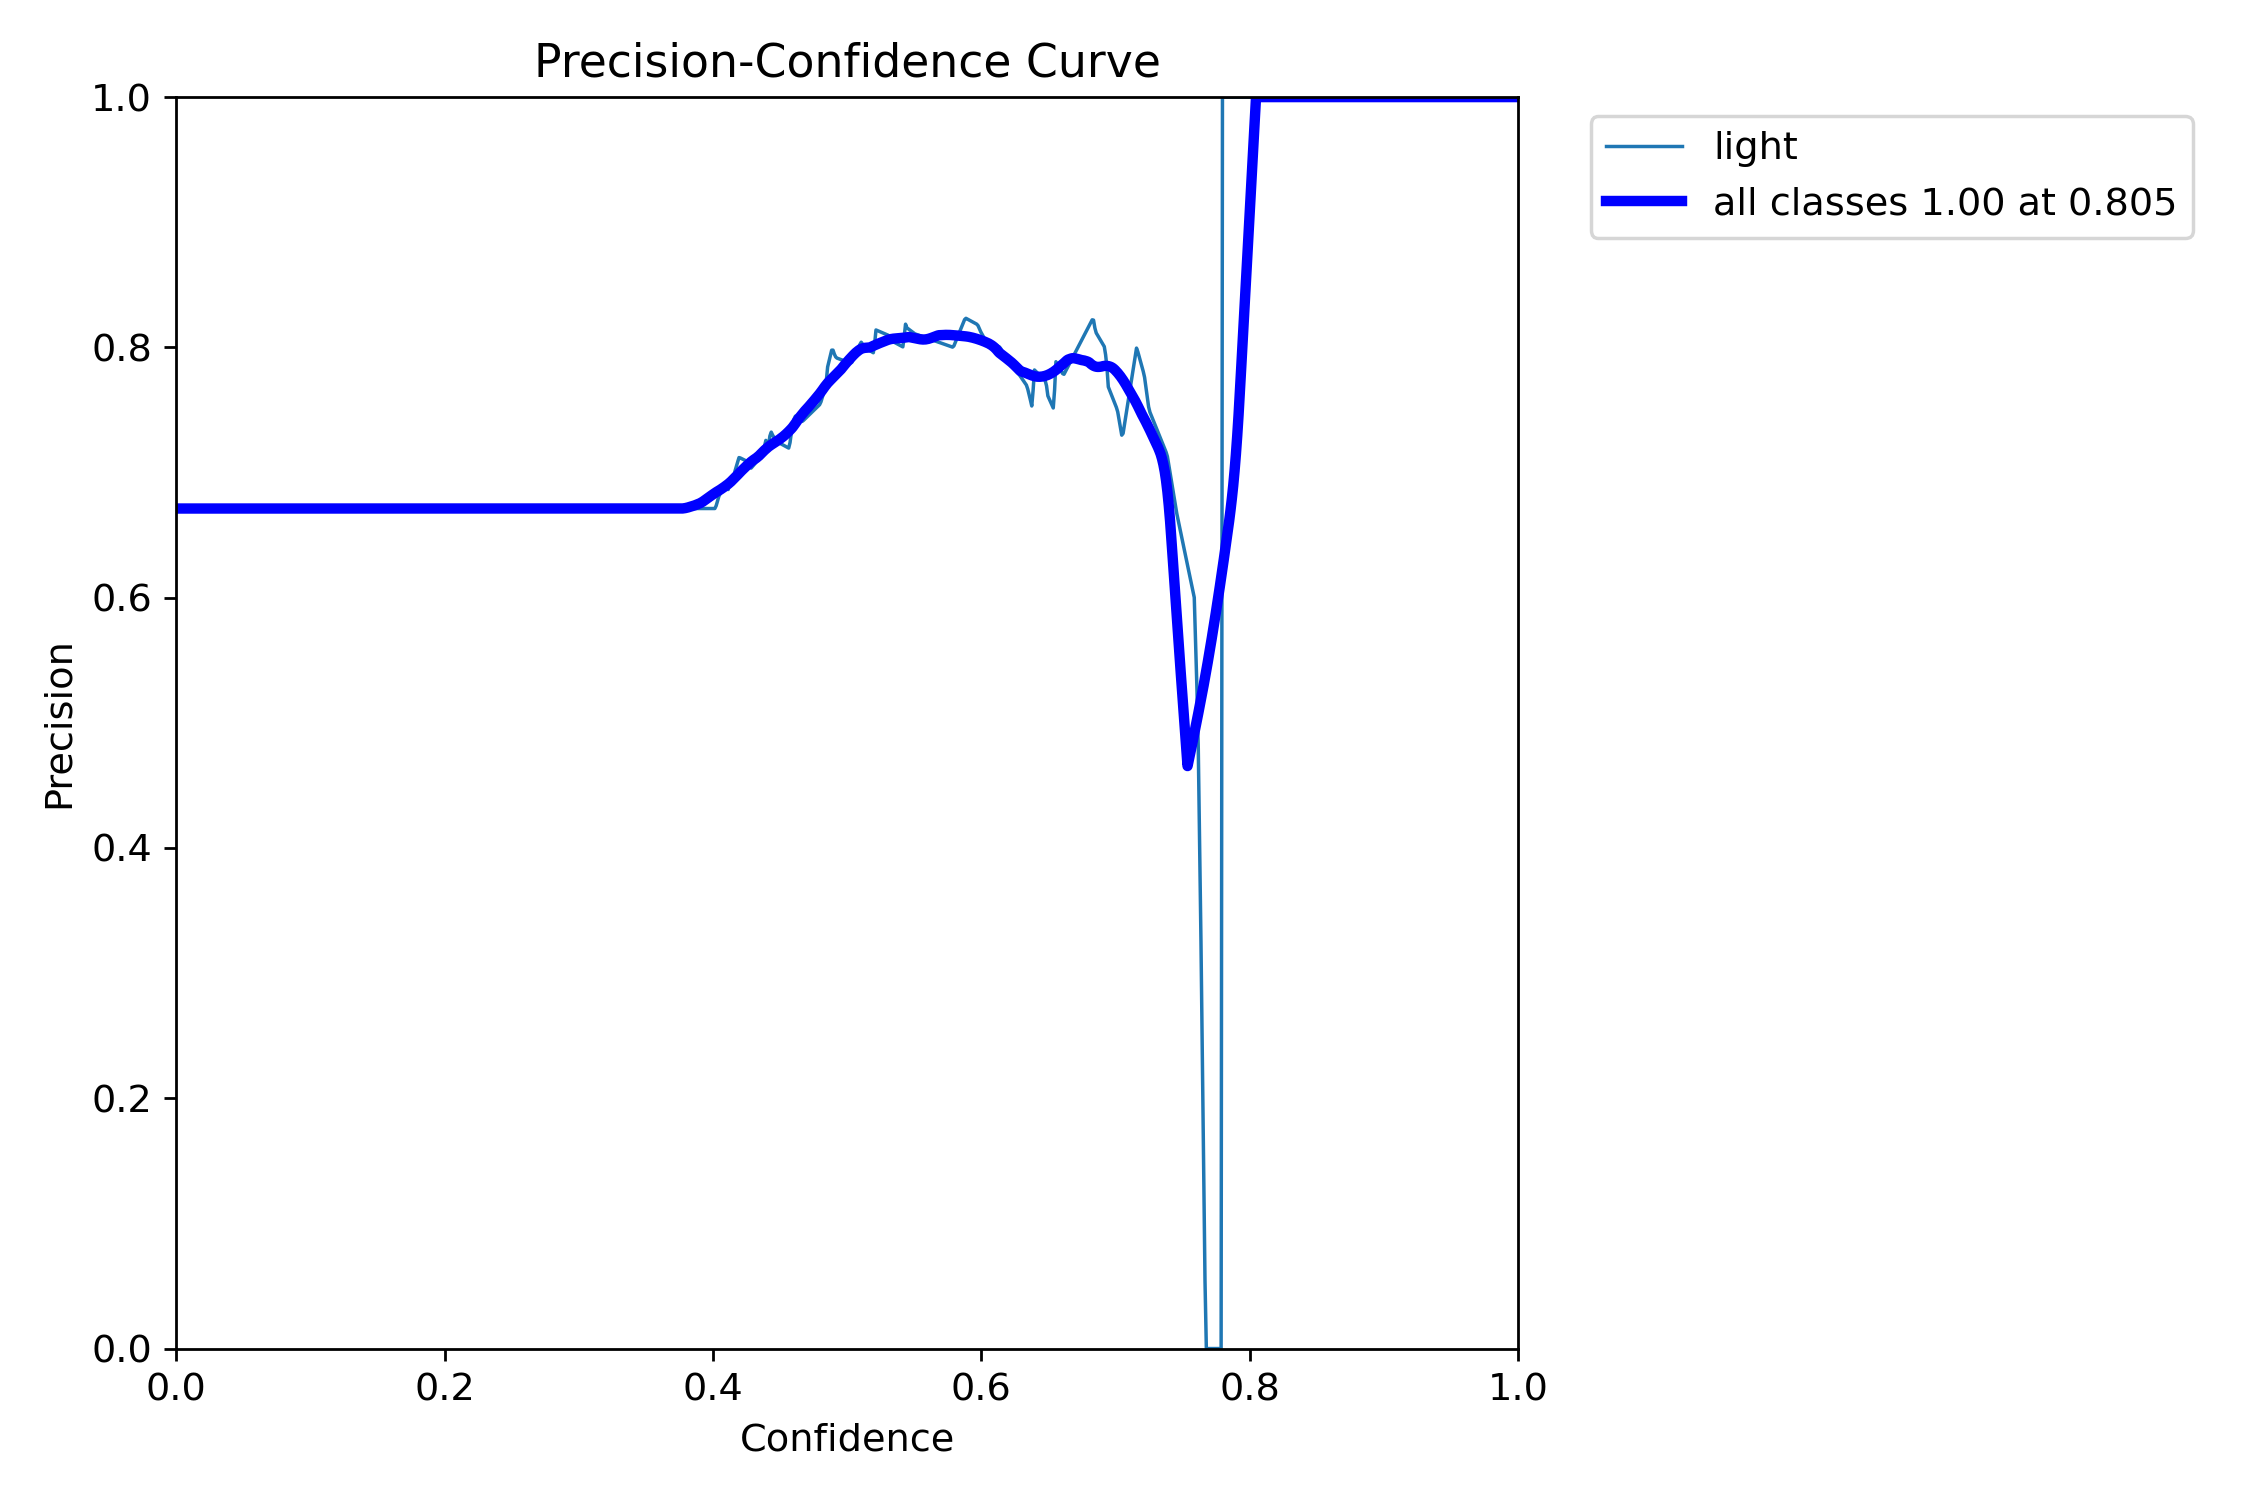 Precision-Confidence Curve
1.0
0.8
0.6
0.4
0.2
0.0
Precision
0.0 0.2 0.4 0.6 0.8 1.0
Confidence
light
all classes 1.00 at 0.805